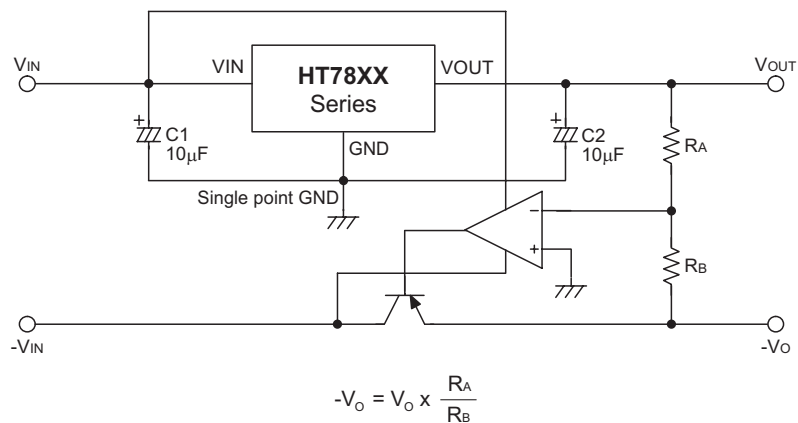 VIN
VIN
HT78XX
Series
VOUT
VOUT
+
C1
10μF
GND
+
C2
10μF
RA
Single point GND
−
+
RB
-VIN
-VO
-VO = VO x RA
RB